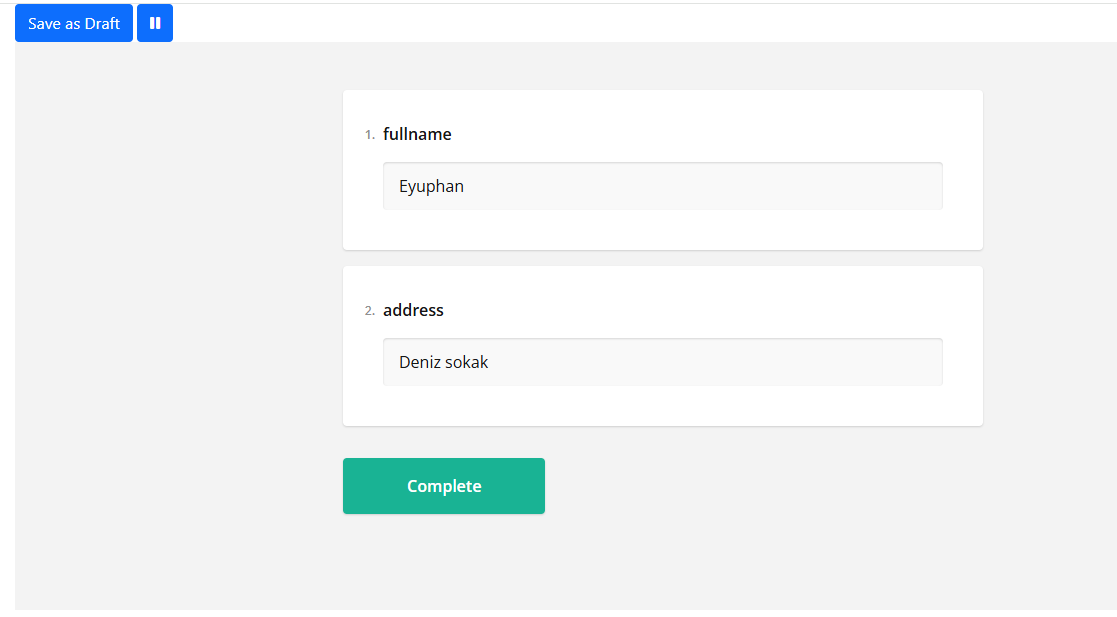 Save as Draft
1. fullname
Eyuphan
2. address
Deniz sokak
Complete